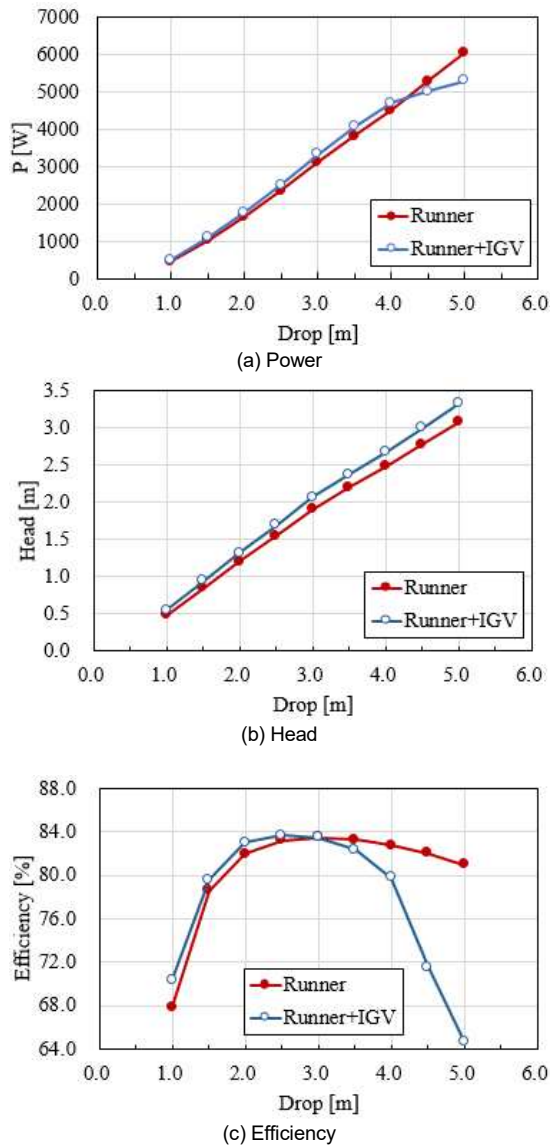 7000
6000
5000
4000
3000
2000
1000
0
P [W]
Runner
Runner+IGV
0.0 1.0 2.0 3.0 4.0 5.0 6.0
Drop [m]
(a) Power
3.5
3.0
2.5
2.0
1.5
1.0
0.5
0.0
Head [m]
Runner
Runner+IGV
0.0 1.0 2.0 3.0 4.0 5.0 6.0
Drop [m]
(b) Head
88.0
84.0
80.0
76.0
72.0
68.0
64.0
Efficiency [%]
Runner
Runner+IGV
0.0 1.0 2.0 3.0 4.0 5.0 6.0
Drop [m]
(c) Efficiency